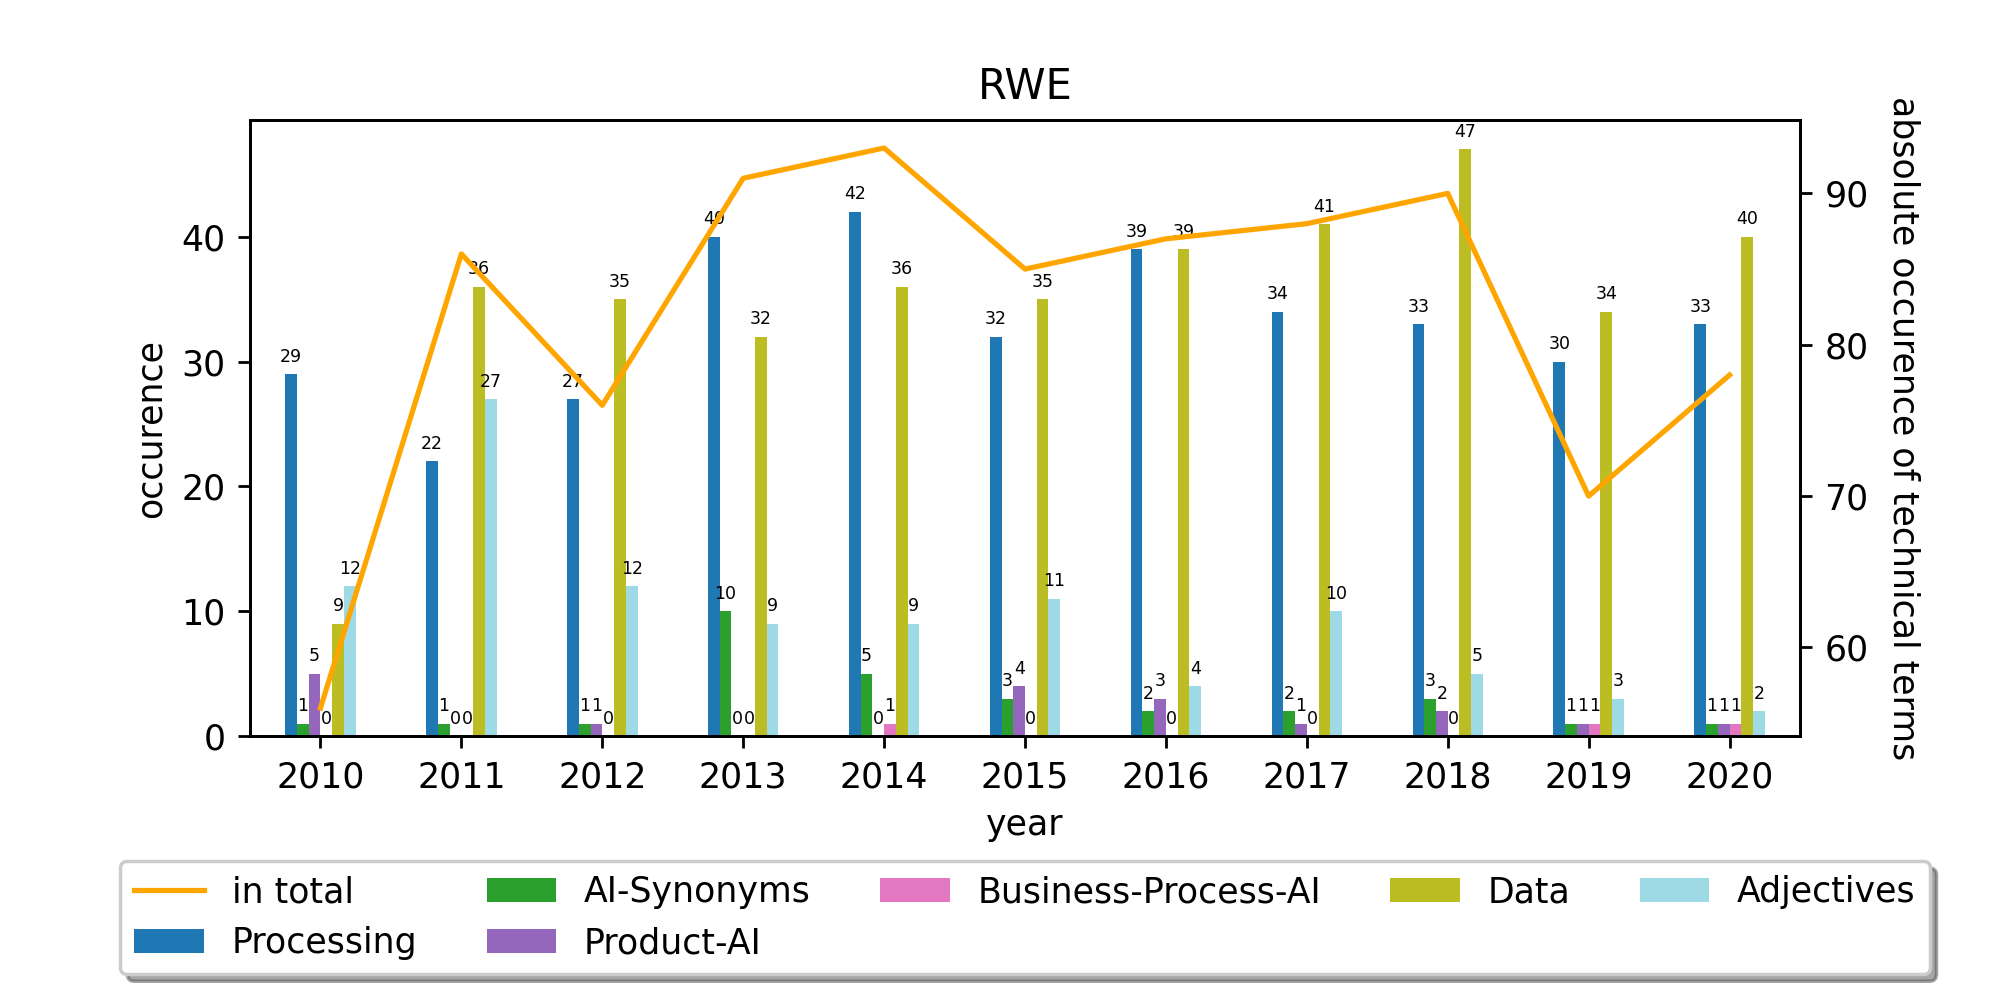 RWE
absolute occurence of technical terms
occurence
40
30
20
10
0
90
80
70
60
29 1 5 0 9 12
22 1 0 0 36 27
27 1 1 0 35 12
40 10 0 0 32 9
42 5 0 1 36 9
32 3 4 0 35 11
39 2 3 0 39 4
34 2 1 0 41 10
33 3 2 0 47 5
30 1 1 1 34 3
33 1 1 1 40 2
2010 2011 2012 2013 2014 2015 2016 2017 2018 2019 2020
year
in total AI-Synonyms Business-Process-AI Data Adjectives
Processing Product-AI